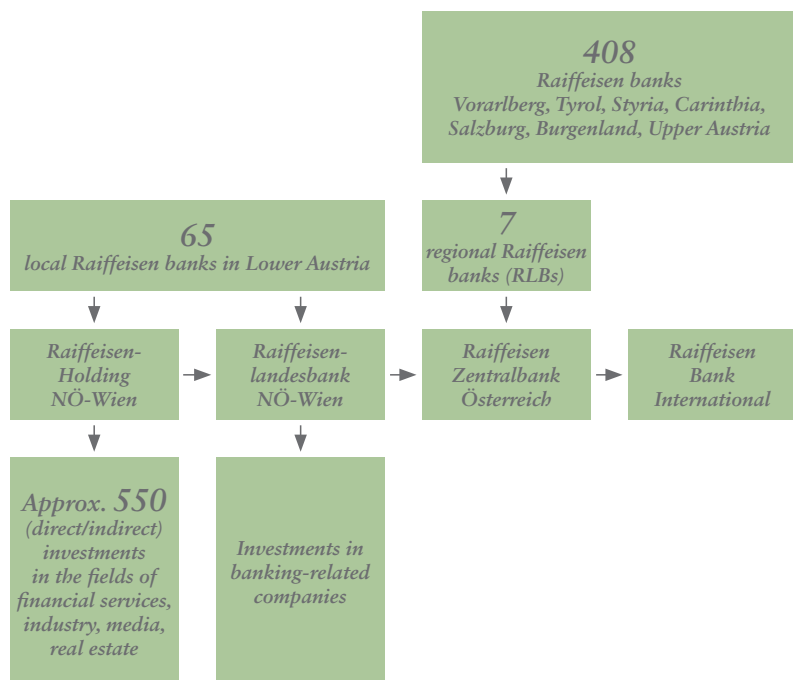 408
Raiffeisen banks
Vorarlberg, Tyrol, Styria, Carinthia,
Salzburg, Burgenland, Upper Austria
65
local Raiffeisen banks in Lower Austria
7
regional Raiffeisen
banks (RLBs)
Raiffeisen-
Holding
NÖ-Wien
Raiffeisen-
landesbank
NÖ-Wien
Raiffeisen
Zentralbank
Österreich
Raiffeisen
Bank
International
Approx. 550
(direct/indirect)
investments
in the fields of
financial services,
industry, media,
real estate
Investments in
banking-related
companies